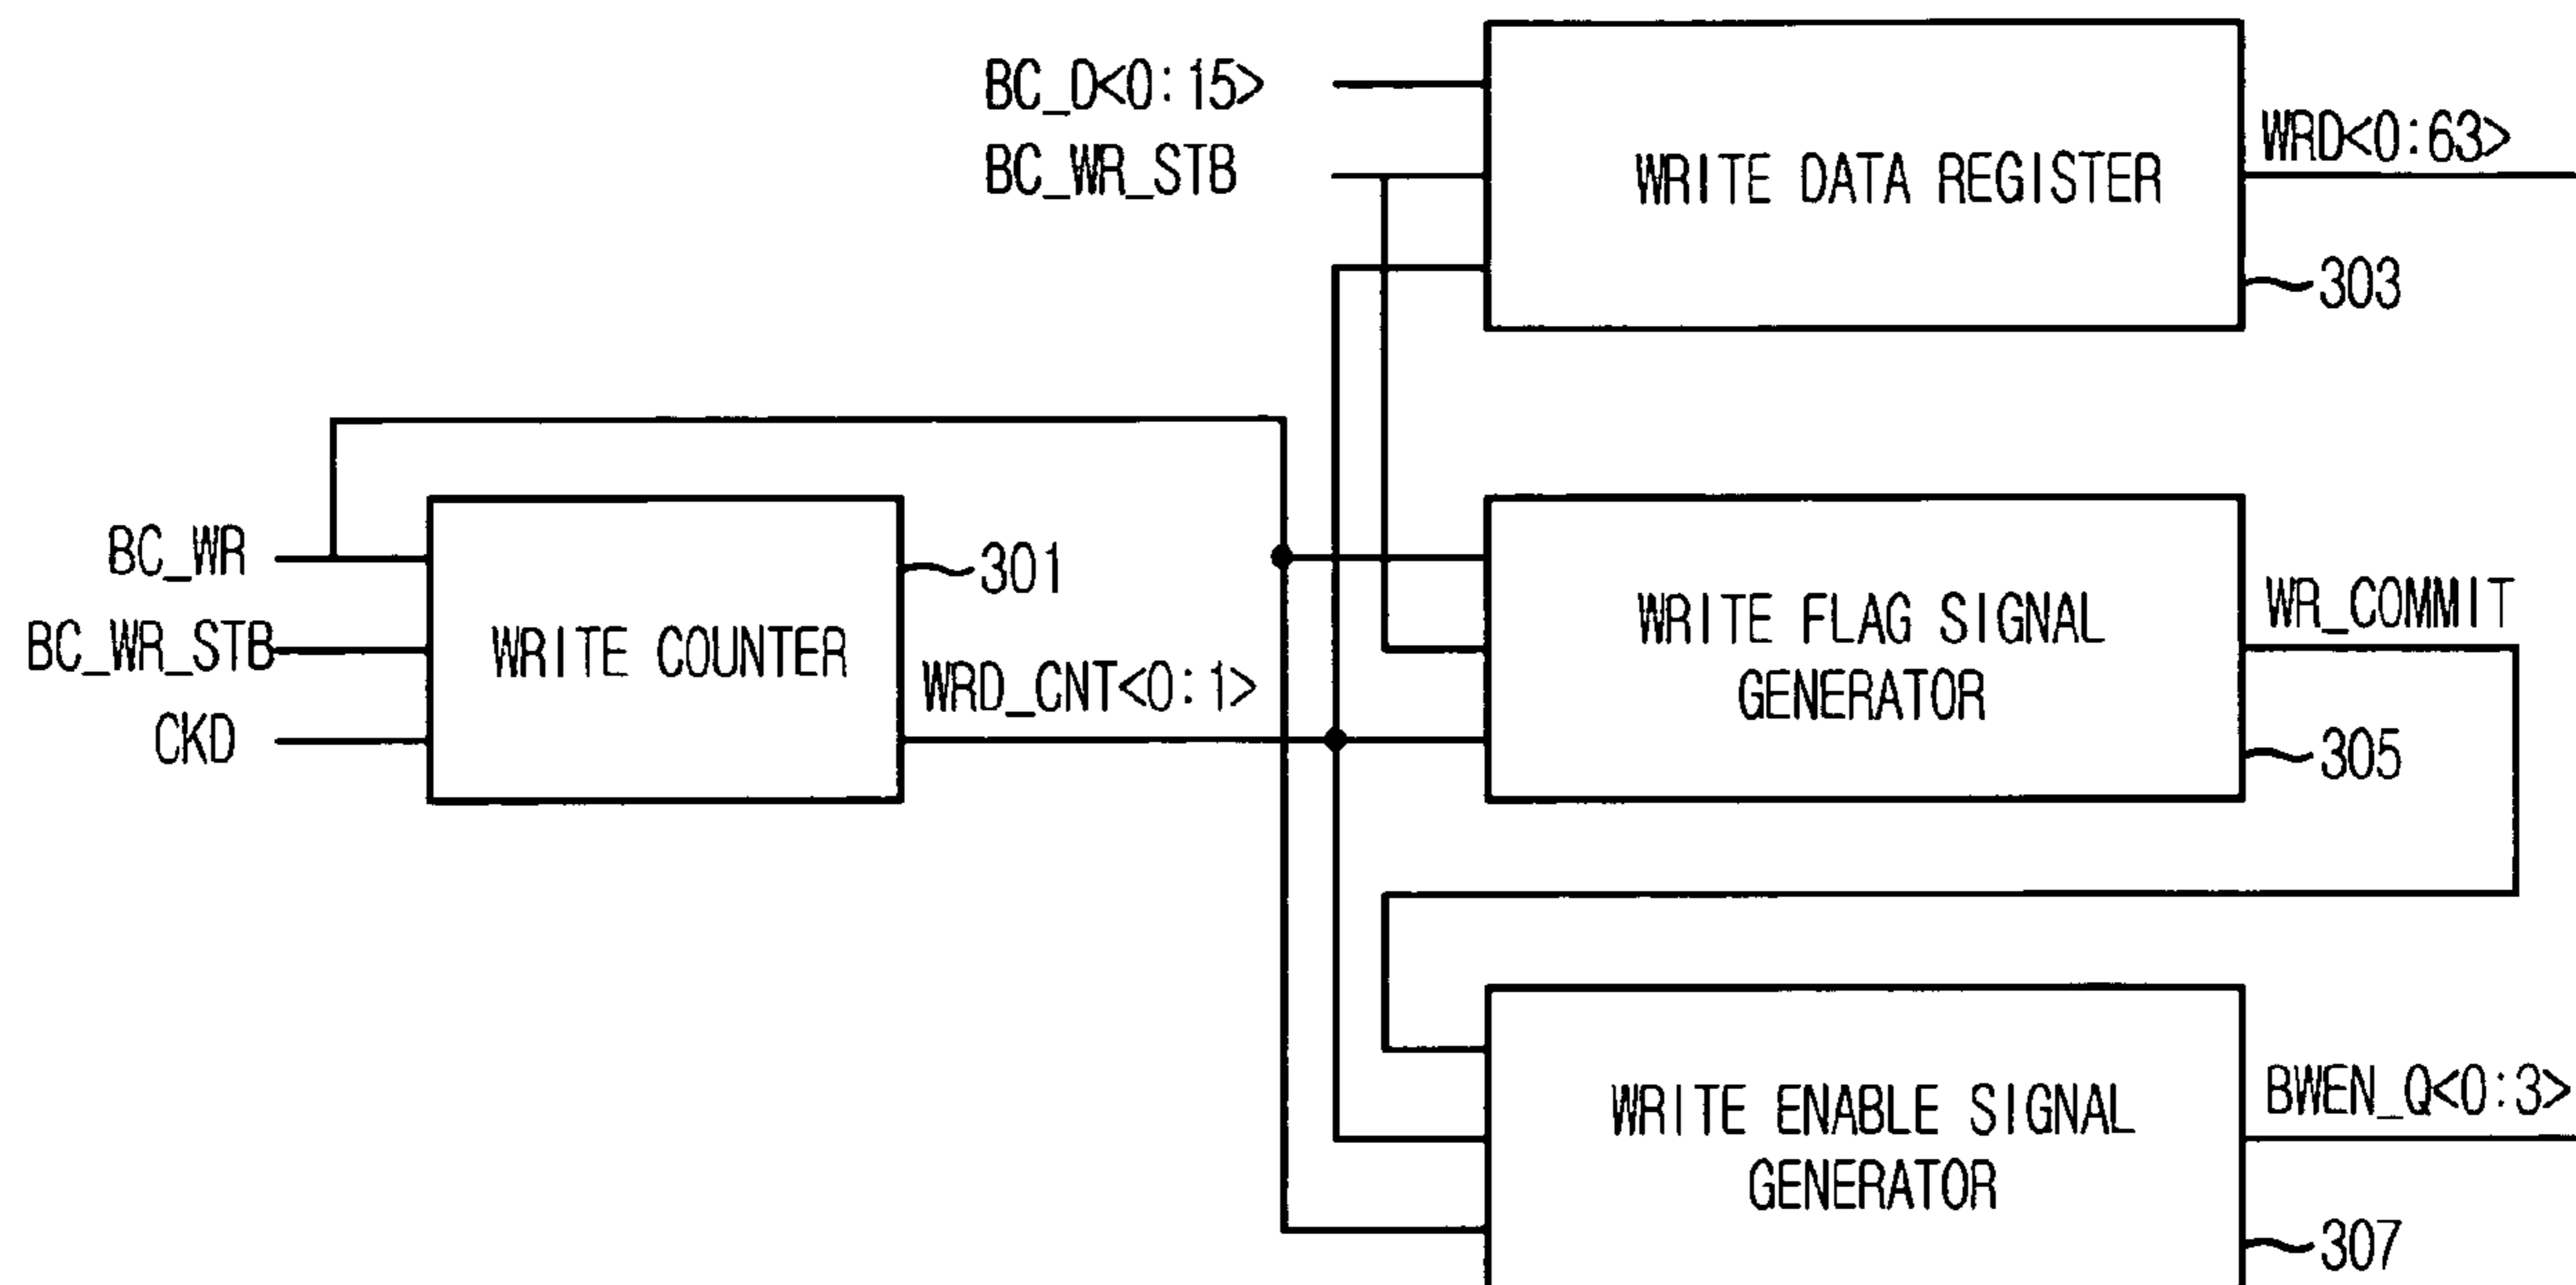 BC_D<0:15>
BC_WR_STB
WRITE DATA REGISTER
WRD<0:63>
303
BC_WR
BC_WR_STB
CKD
WRITE COUNTER
301
WRD_CNT<0:1>
WRITE FLAG SIGNAL
GENERATOR
WR_COMMIT
305
WRITE ENABLE SIGNAL
GENERATOR
BWEN_Q<0:3>
307